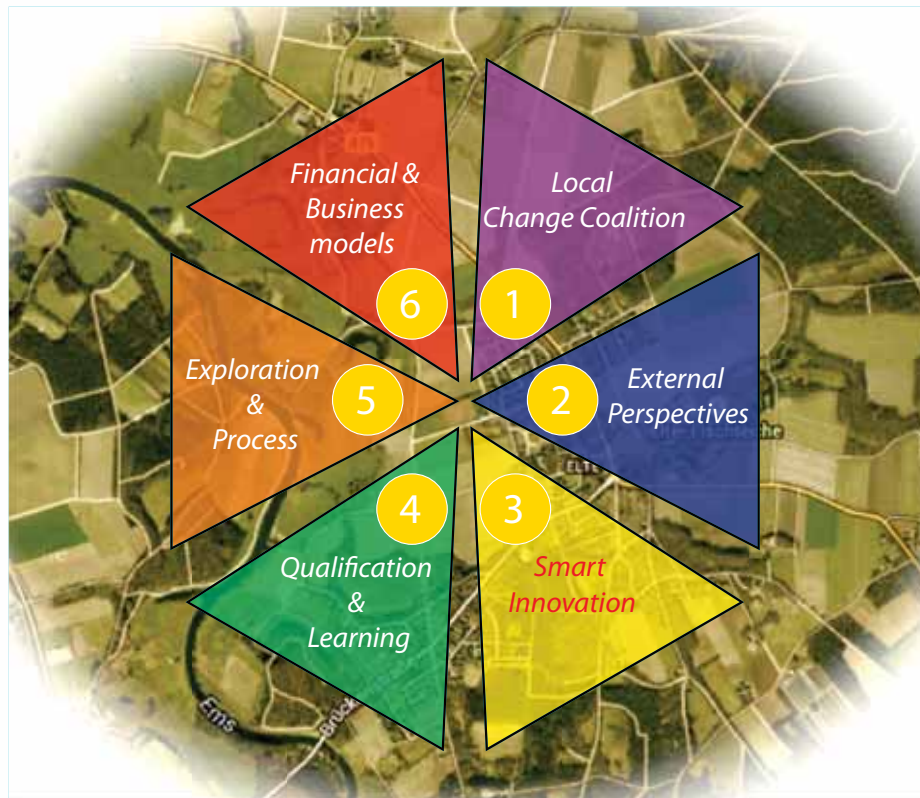 Financial &
Business
models
6
Local
Change Coalition
1
Exploration
&
Process
5
2
External
Perspectives
4
Qualification
&
Learning
3
Smart
Innovation
Ems